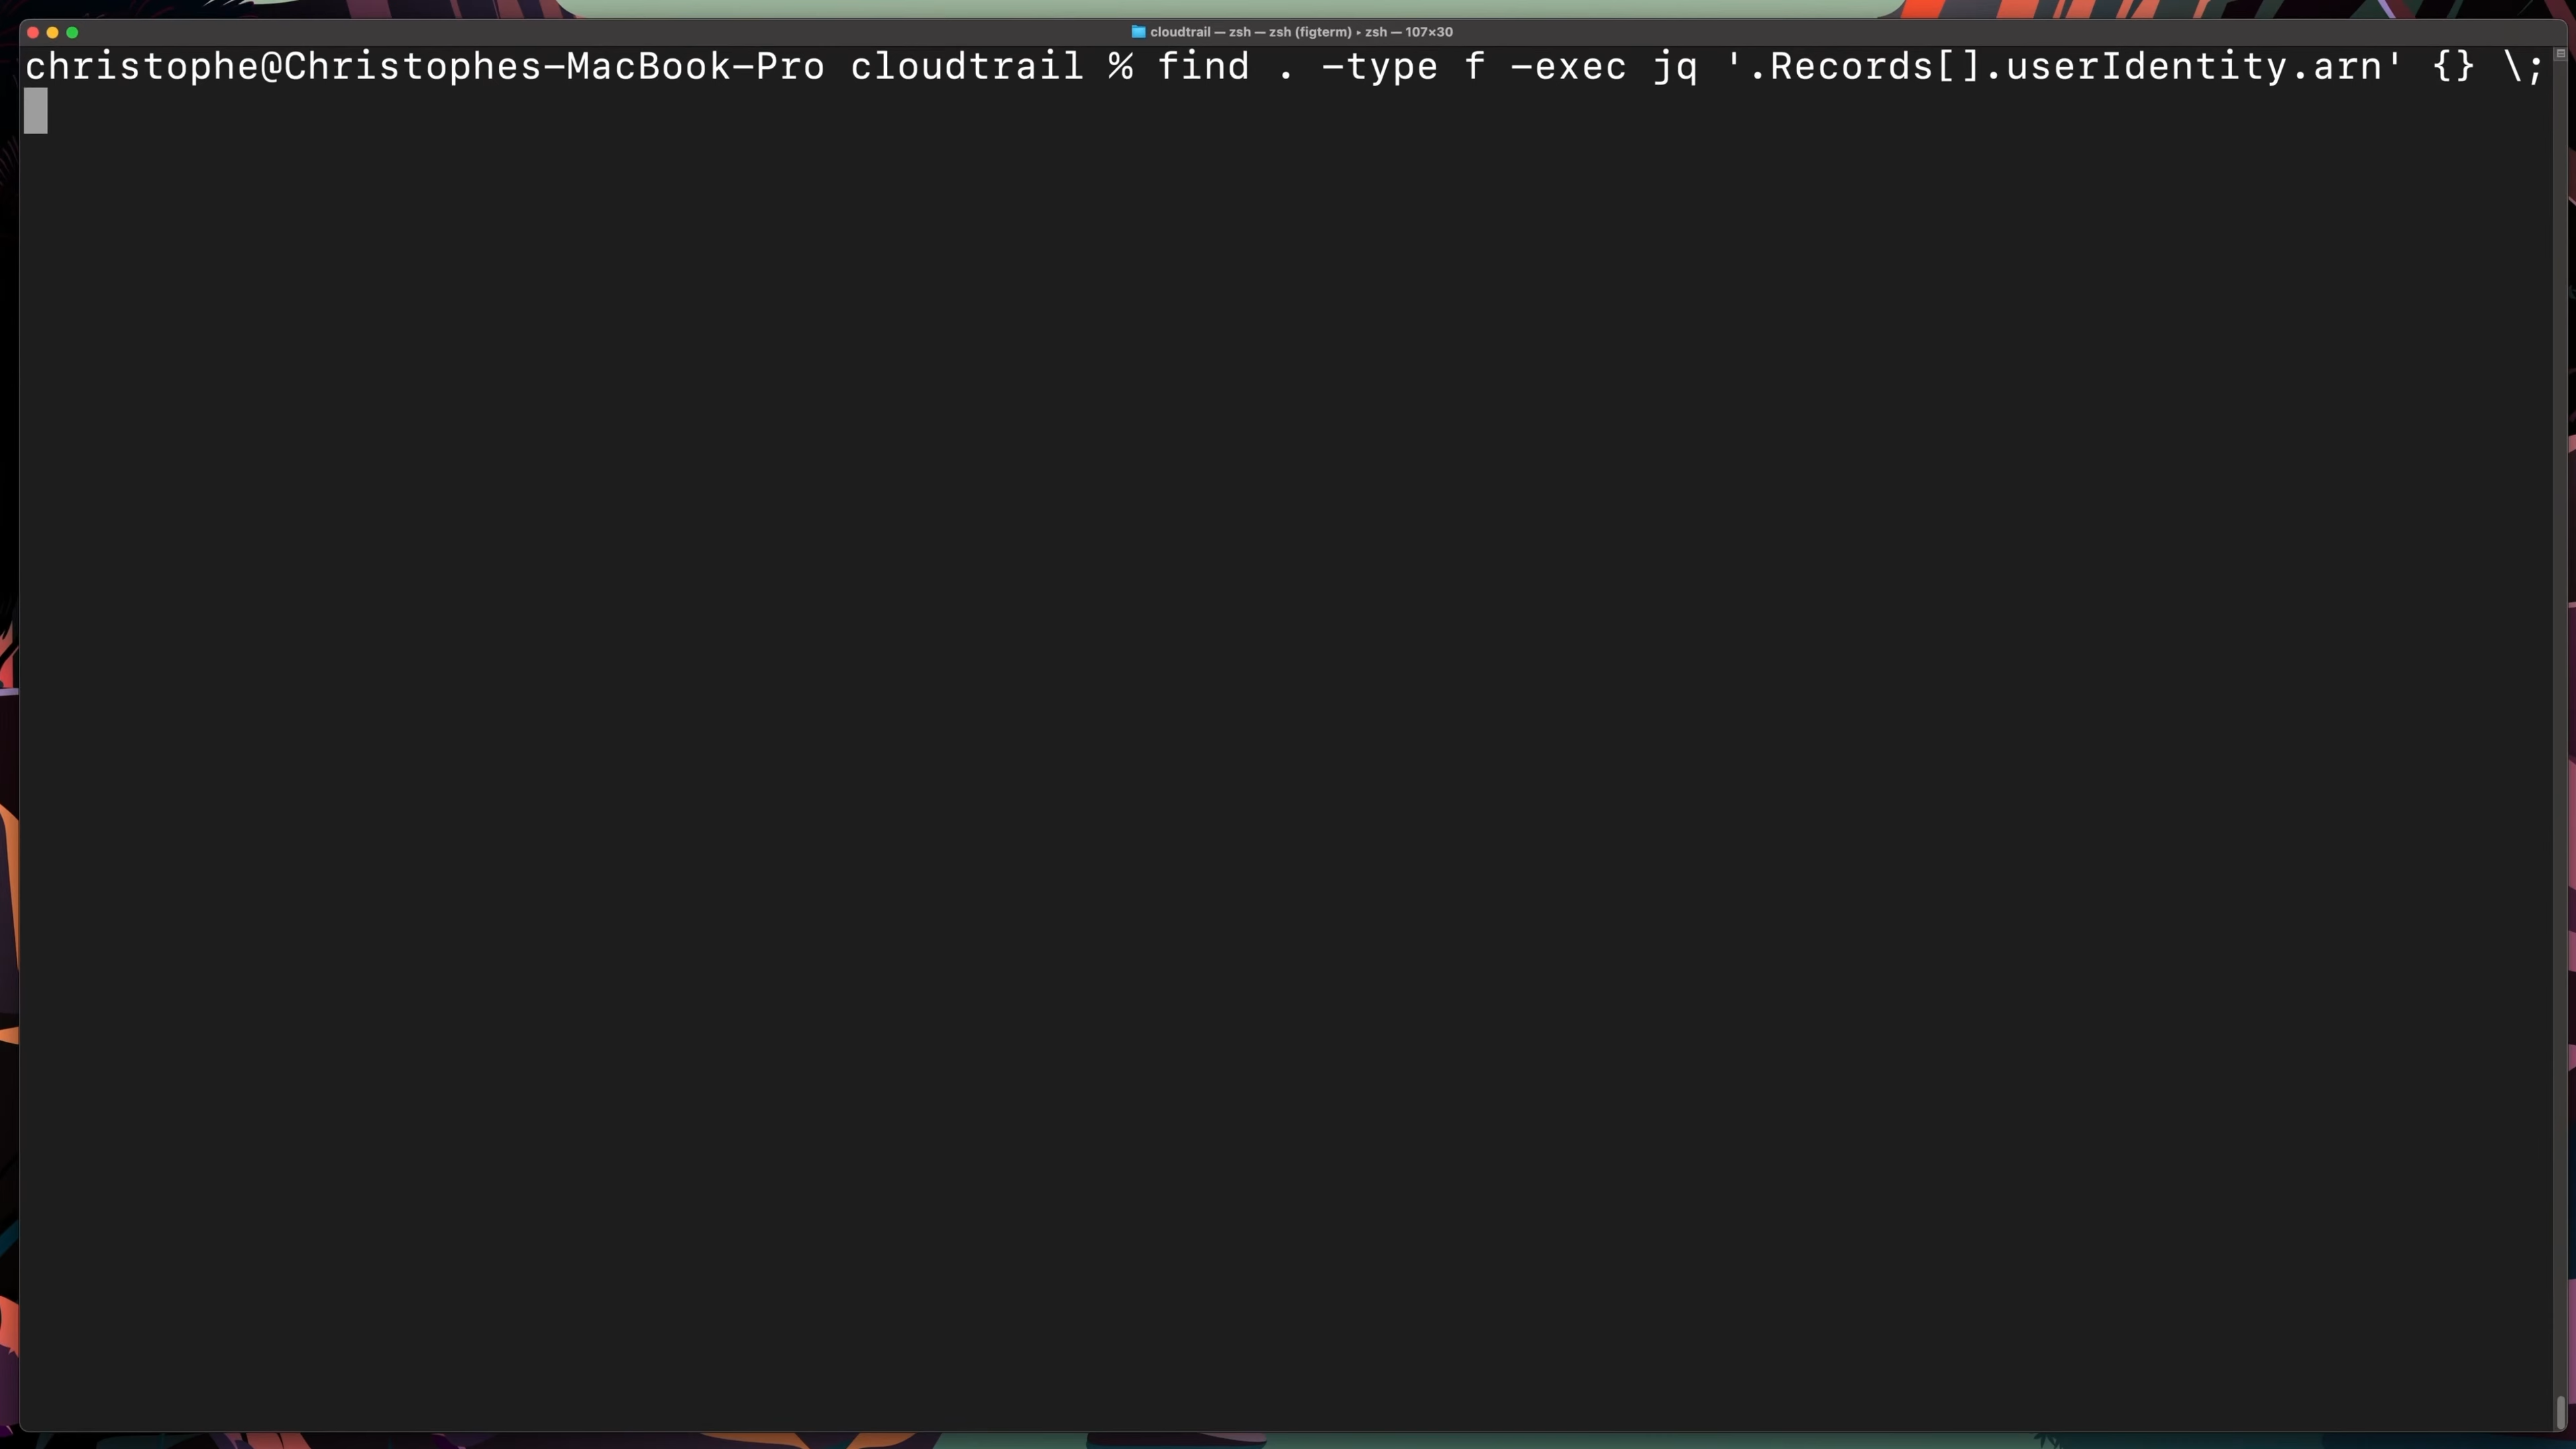 cloudtrail — zsh — zsh (figterm) ▸ zsh — 107×30
christophe@Christophes-MacBook-Pro cloudtrail % find . -type f -exec jq '.Records[].userIdentity.arn' {} \;